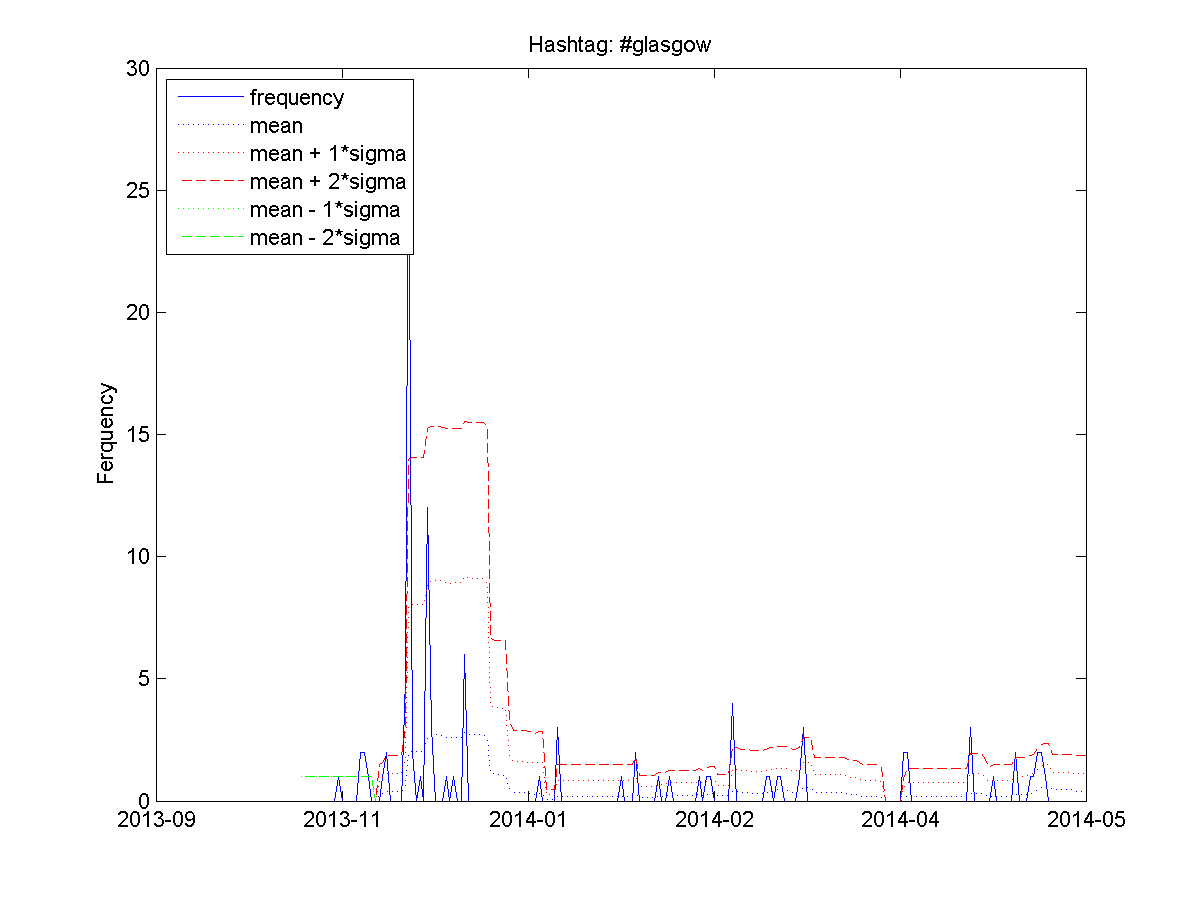 Hashtag: #glasgow
30
25
20
15
10
5
0
Ferquency
frequency
mean
mean + 1*sigma
mean + 2*sigma
mean - 1*sigma
mean - 2*sigma
2013-09 2013-11 2014-01 2014-02 2014-04 2014-05